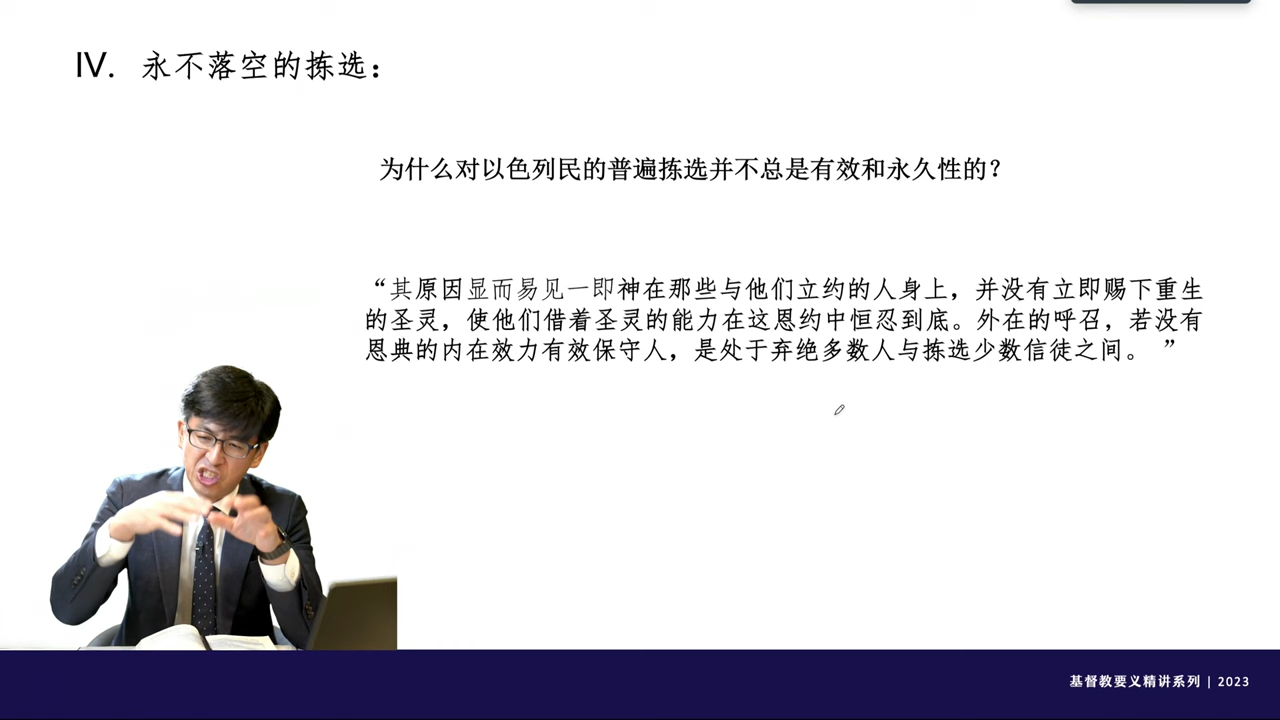 IV. 永不落空的拣选：
为什么对以色列民的普遍拣选并不总是有效和永久性的？
“其原因显而易见一即神在那些与他们立约的人身上，并没有立即赐下重生
的圣灵，使他们借着圣灵的能力在这恩约中恒忍到底。外在的呼召，若没有
恩典的内在效力有效保守人，是处于弃绝多数人与拣选少数信徒之间。 ”
基督教要义精讲系列 | 2023